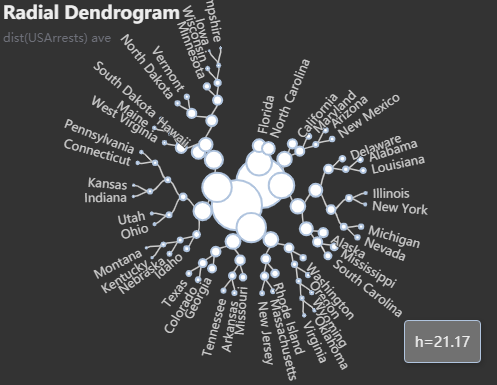 Radial Dendrogram
dist(USArrests) ave
Iowa
Wisconsin
Minnesota
Vermont
North Dakota
South Dakota
Hawaii
Maine
West Virginia
Pennsylvania
Connecticut
Kansas
Indiana
Utah
Ohio
Montana
Kentucky
Nebraska
Idaho
Texas
Colorado
Georgia
Tennessee
Arkansas
Missouri
New Jersey
Massachusetts
Rhode Island
Virginia
Oklahoma
Wyoming
Washington
South Carolina
Mississippi
Alaska
Nevada
Michigan
New York
Illinois
Louisiana
Alabama
Delaware
New Mexico
Arizona
Maryland
California
North Carolina
Florida
h=21.17